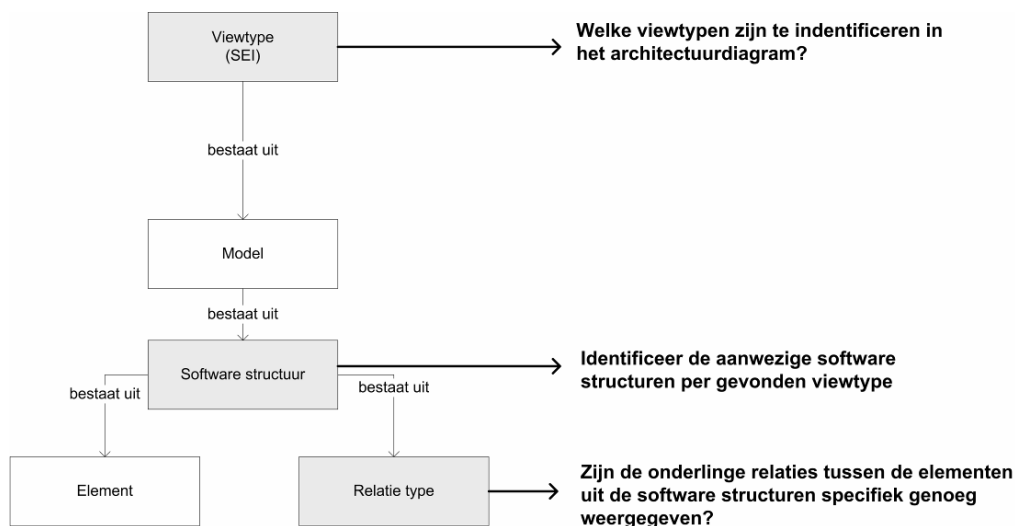 Viewtype
(SEI)
Welke viewtypen zijn te indentificeren in
het architectuurdiagram?
bestaat uit
Model
bestaat uit
Software structuur
Identificeer de aanwezige software
structuren per gevonden viewtype
bestaat uit
bestaat uit
Element
Relatie type
Zijn de onderlinge relaties tussen de elementen
uit de software structuren specifiek genoeg
weergegeven?